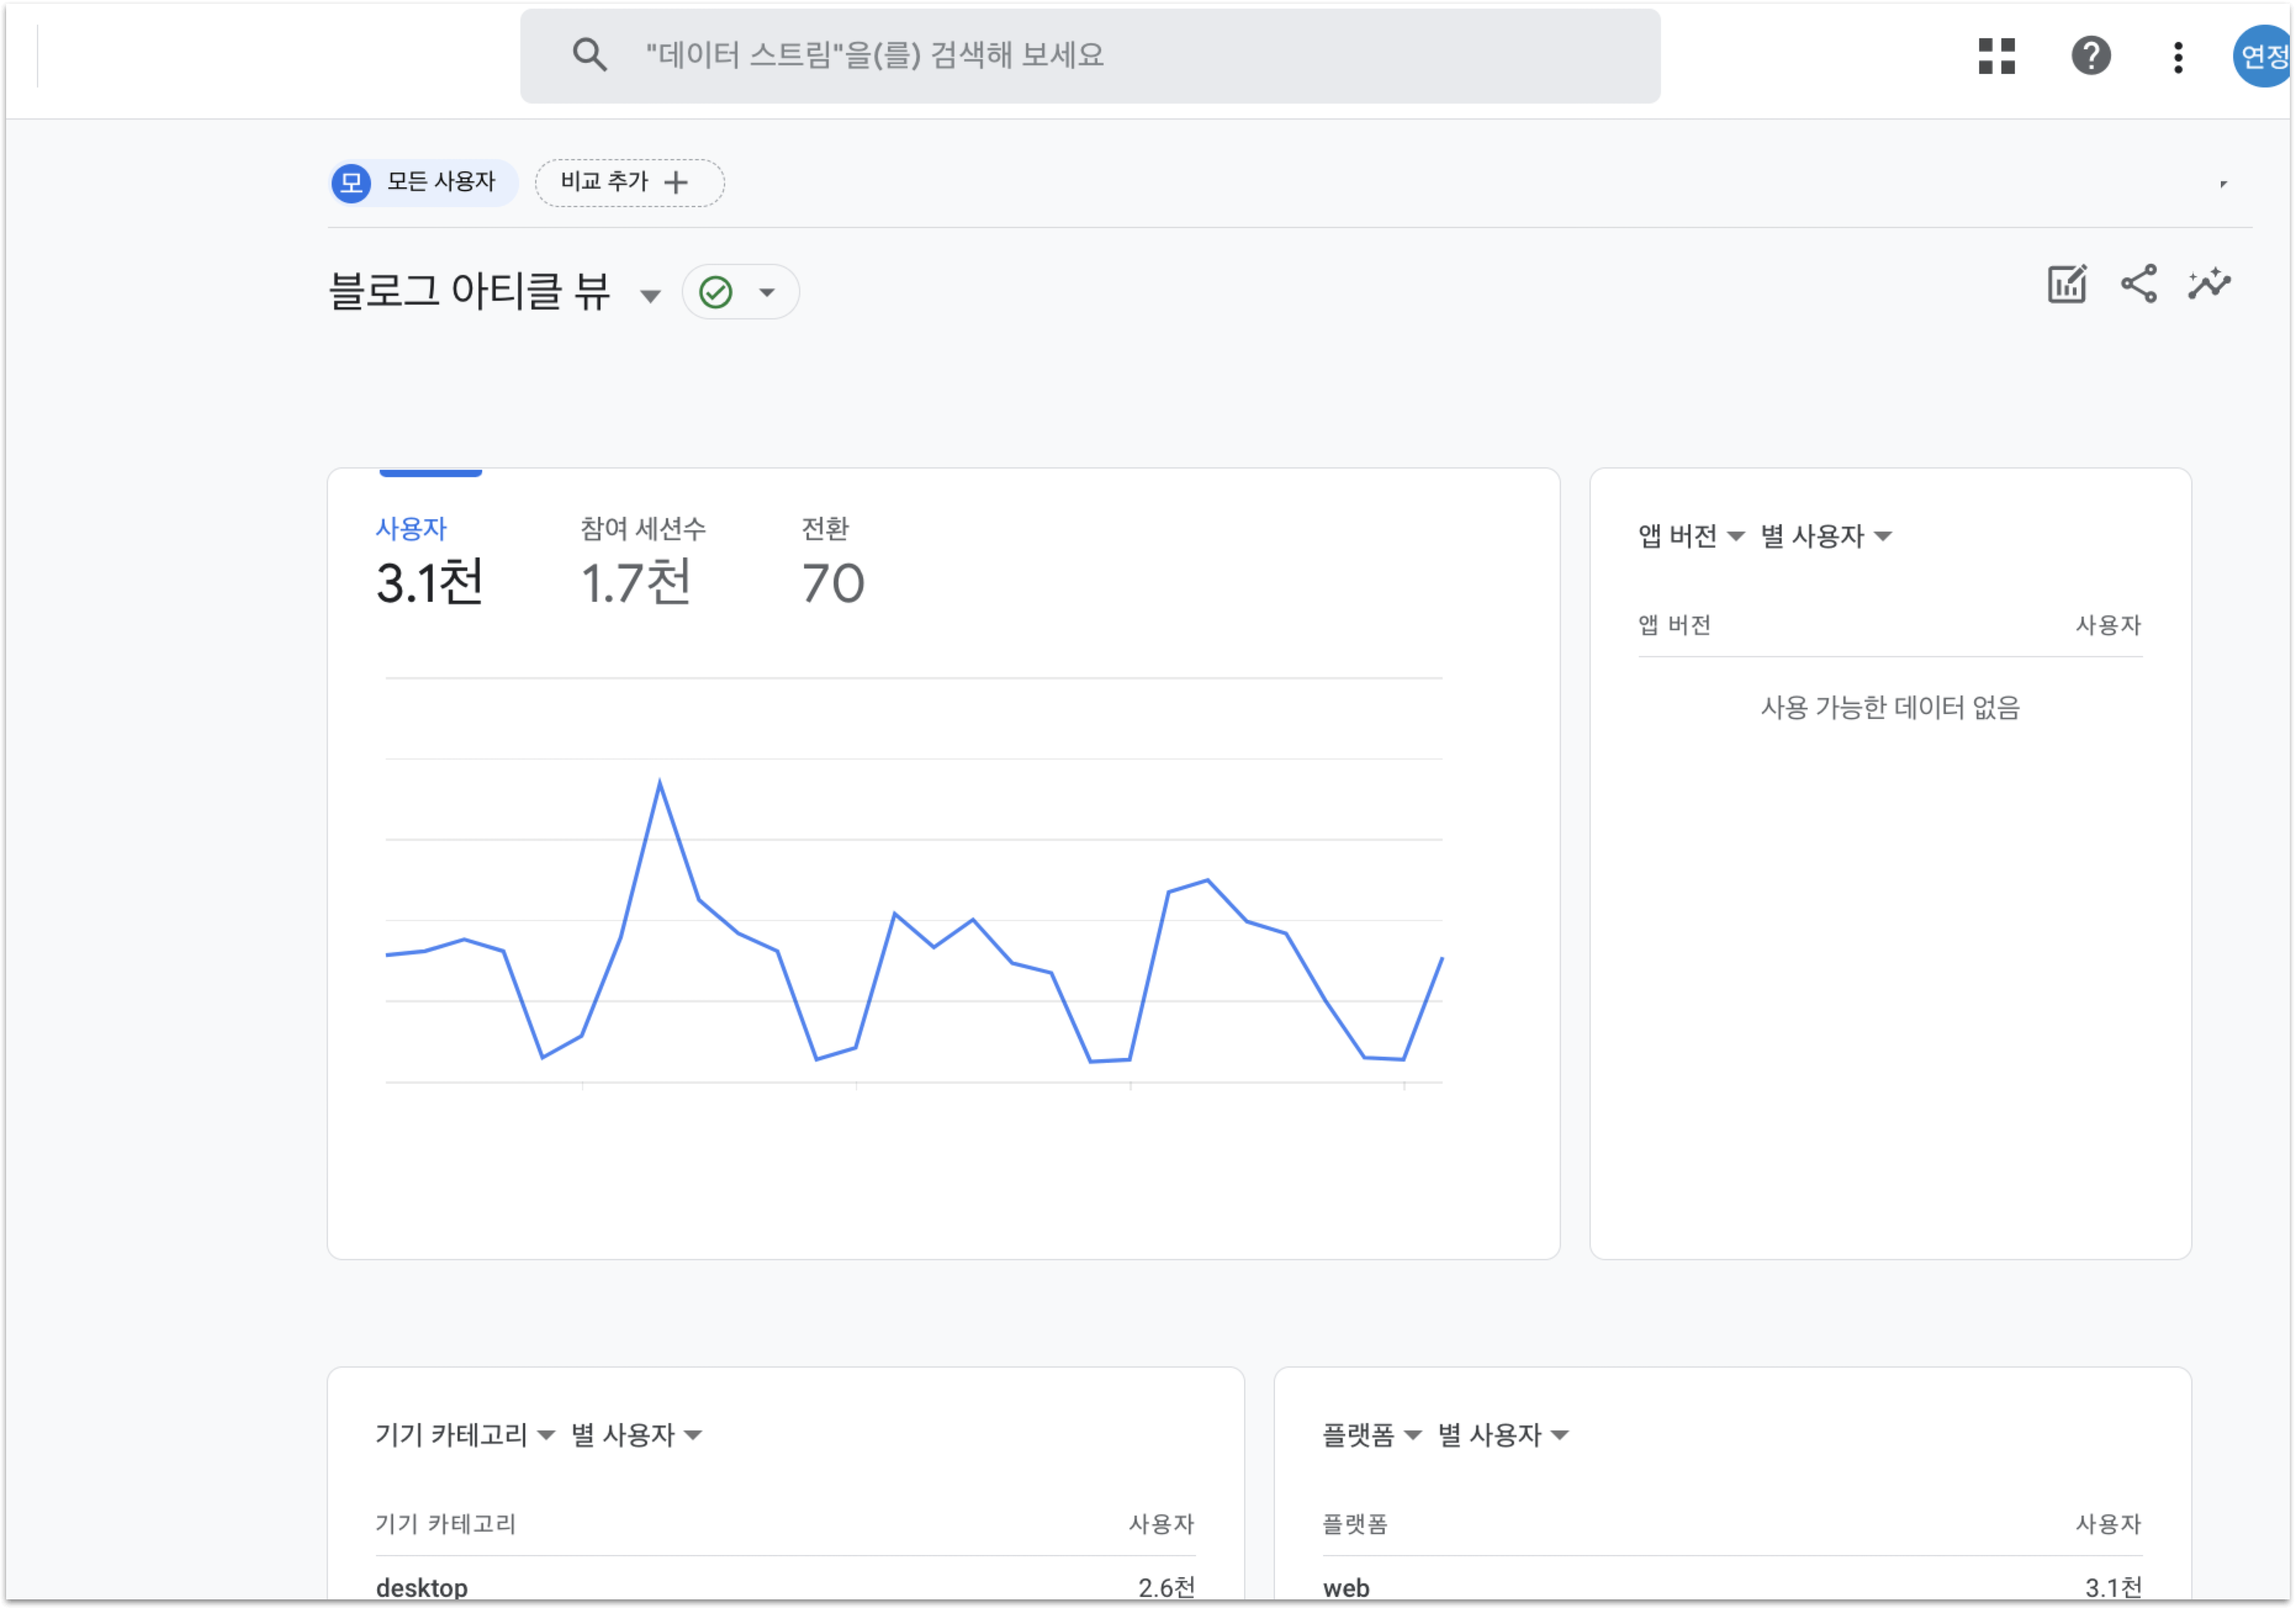 "데이터 스트림"을(를) 검색해 보세요
연정
모 모든 사용자 비교 추가
블로그 아티클 뷰
사용자 참여 세션수 전환
3.1천 1.7천 70
앱 버전 별 사용자
앱 버전 사용자
사용 가능한 데이터 없음
기기 카테고리 별 사용자
기기 카테고리 사용자
desktop 2.6천
플랫폼 별 사용자
플랫폼 사용자
web 3.1천